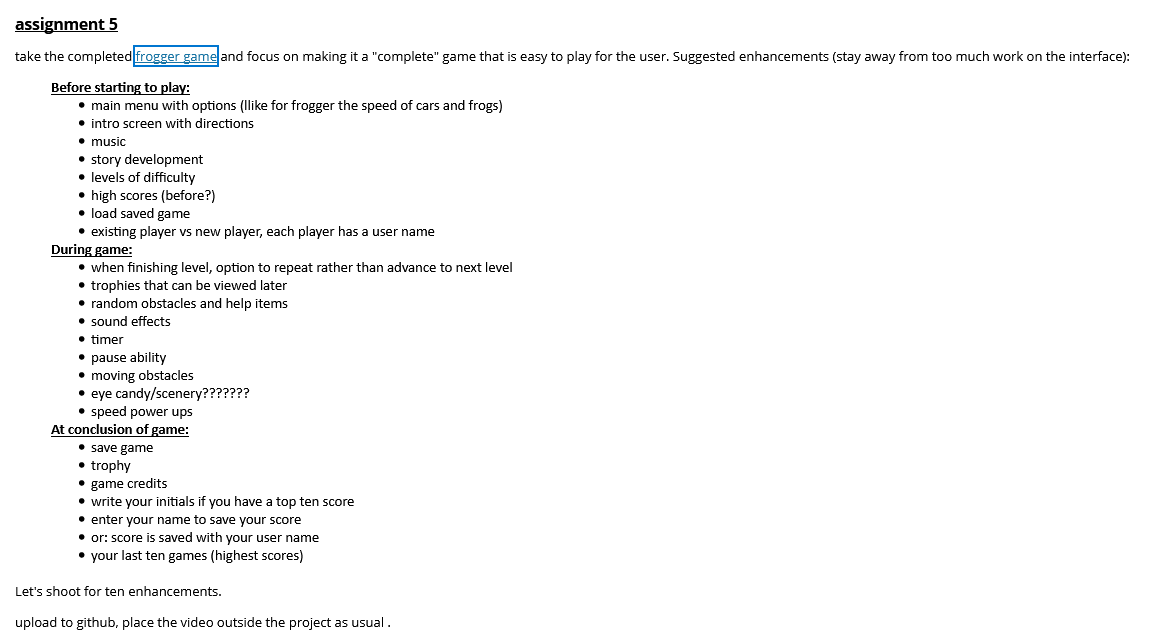 assignment 5
take the completed frogger game and focus on making it a "complete" game that is easy to play for the user. Suggested enhancements (stay away from too much work on the interface):
Before starting to play:
• main menu with options (Llike for frogger the speed of cars and frogs)
• intro screen with directions
• music
• story development
• levels of difficulty
• high scores (before?)
• load saved game
• existing player vs new player, each player has a user name
During game:
• when finishing level, option to repeat rather than advance to next level
• trophies that can be viewed later
• random obstacles and help items
• sound effects
• timer
• pause ability
• moving obstacles
• eye candy/scenery???????
• speed power ups
At conclusion of game:
• save game
• trophy
• game credits
• write your initials if you have a top ten score
• enter your name to save your score
• or: score is saved with your user name
• your last ten games (highest scores)
Let's shoot for ten enhancements.
upload to github, place the video outside the project as usual .